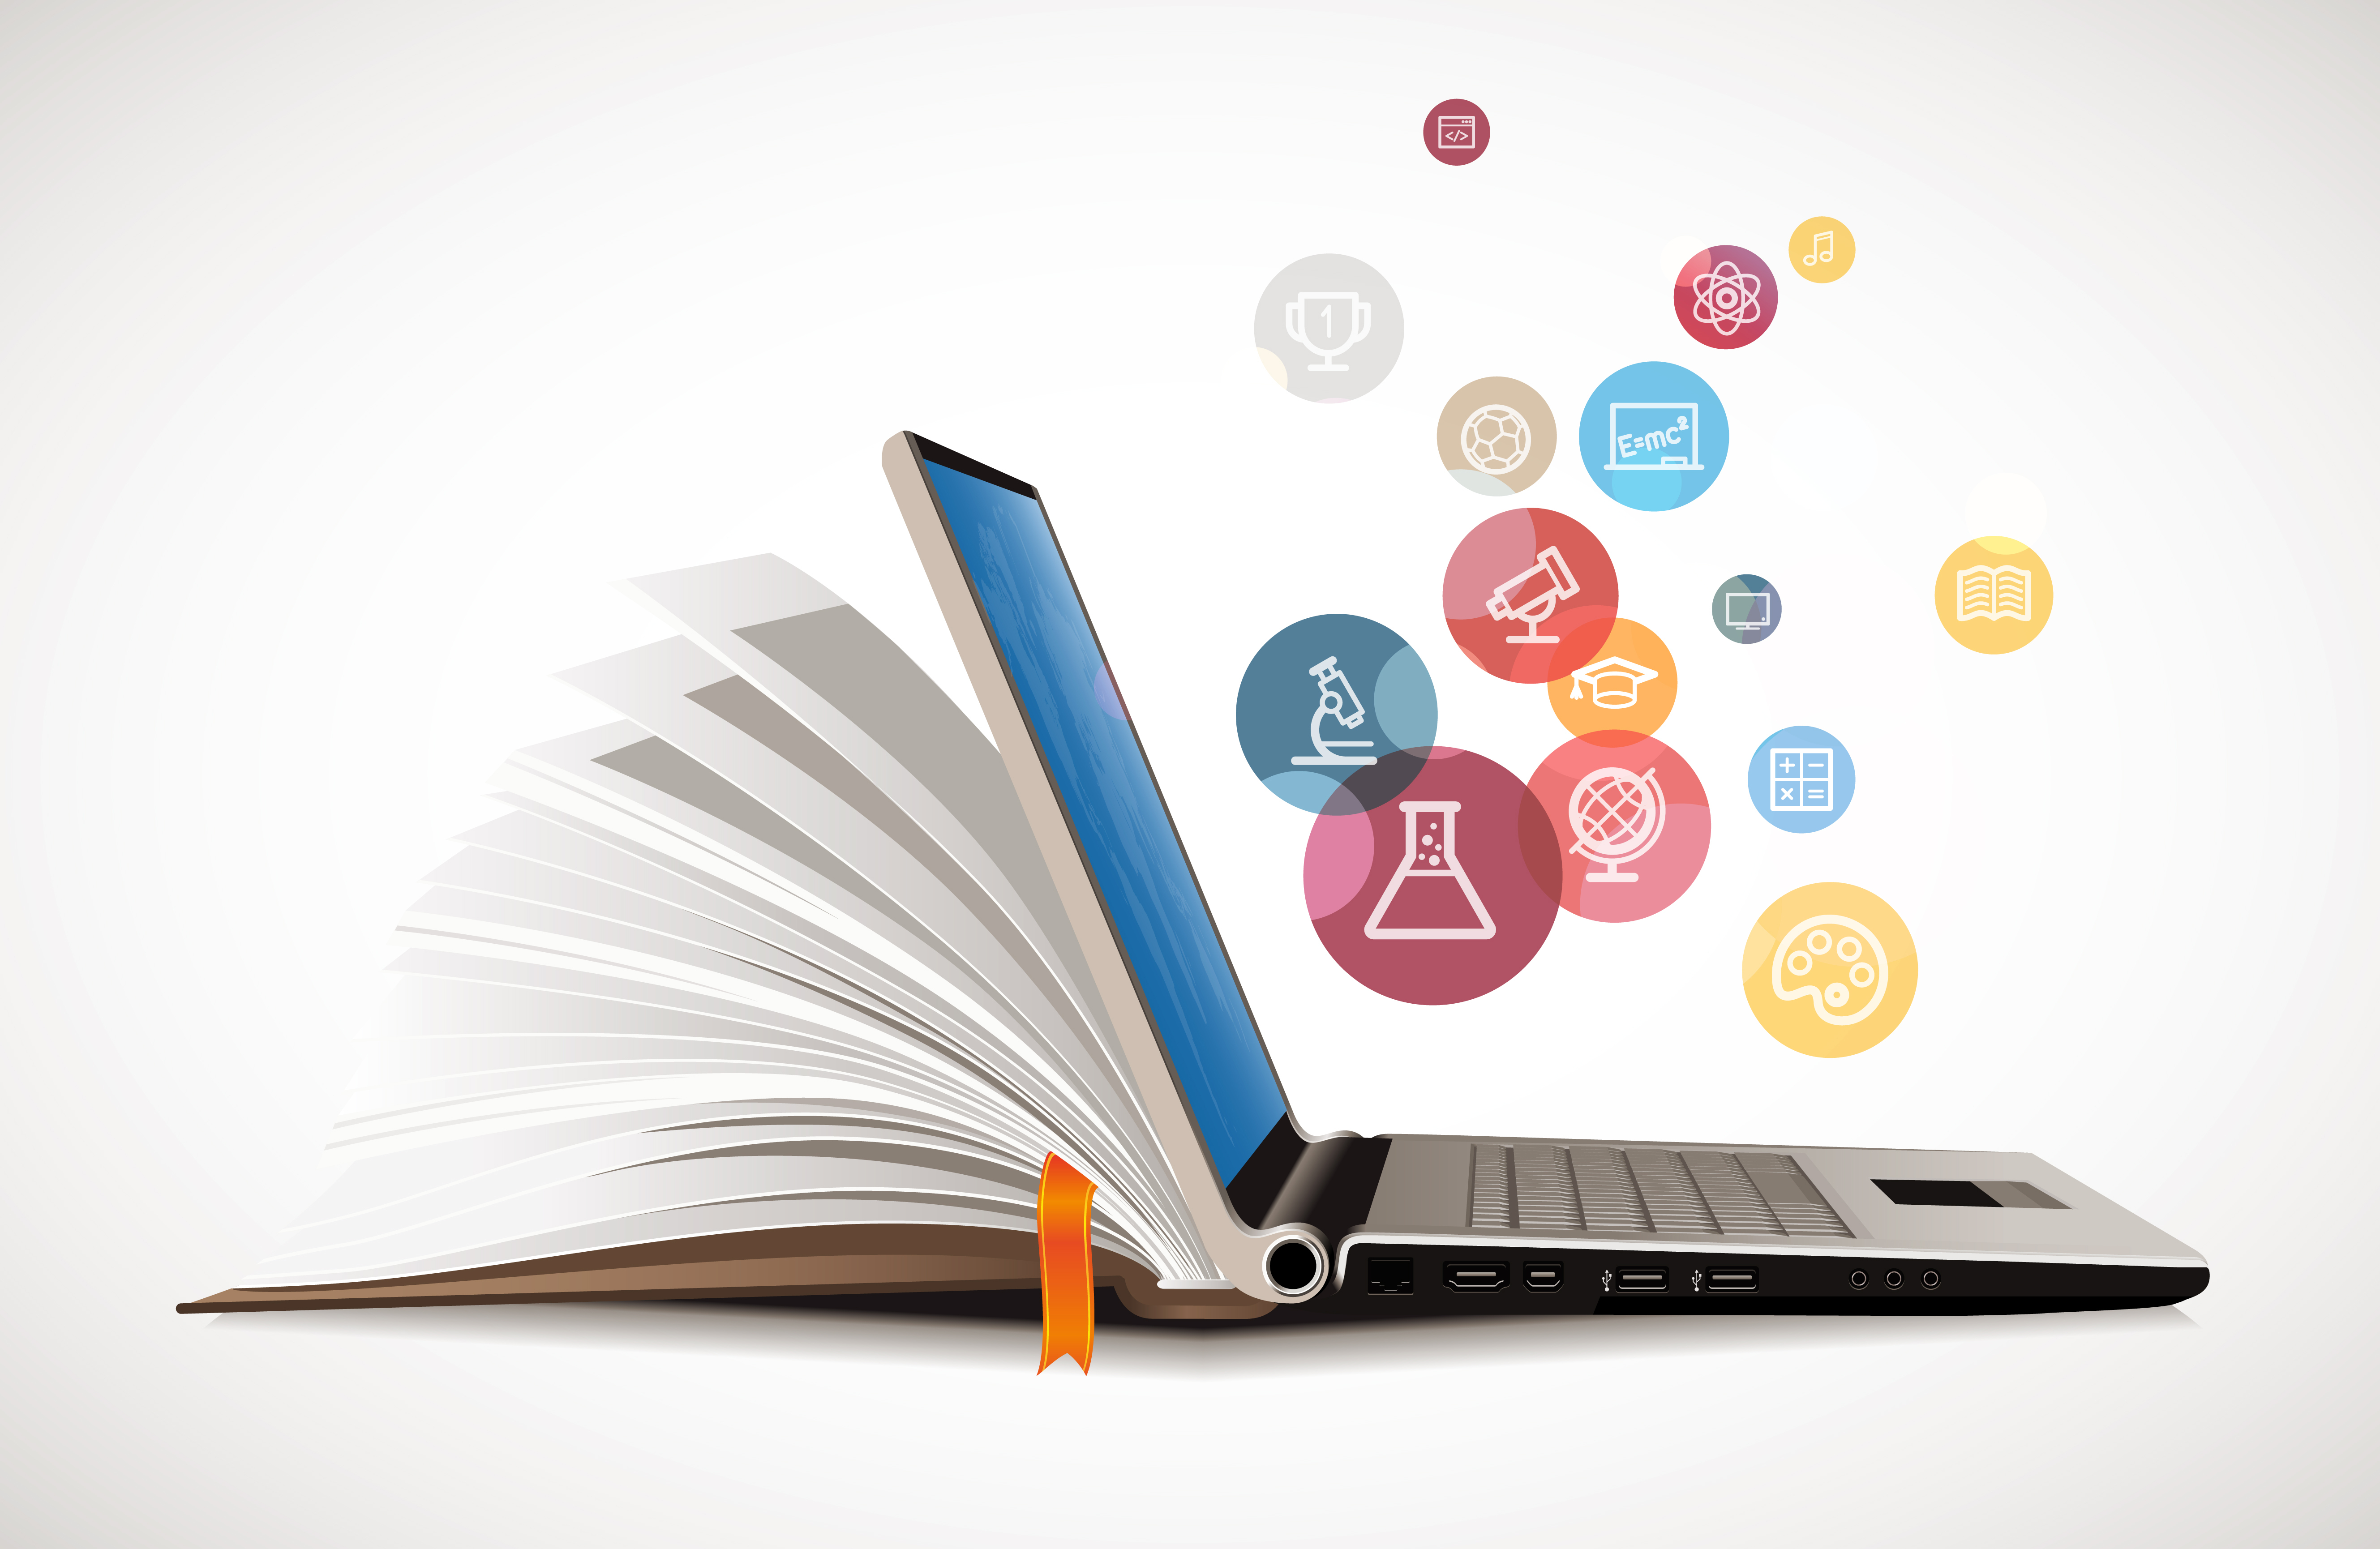 </>
1
E=mc²
+ −
× =